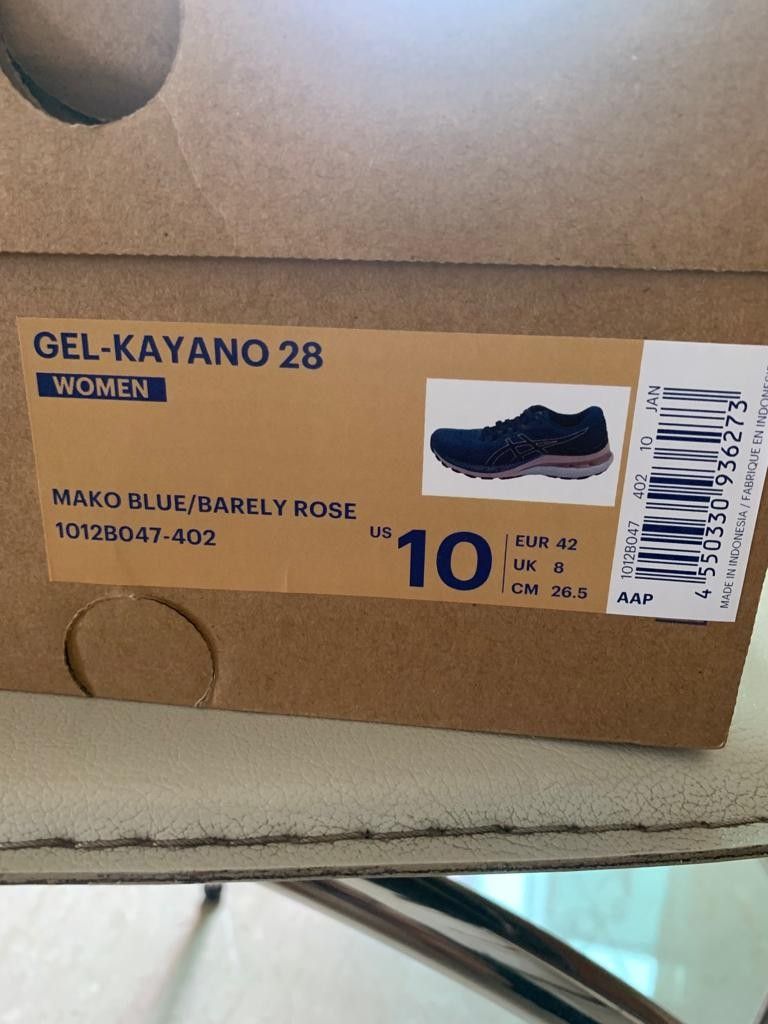 GEL-KAYANO 28
WOMEN
MAKO BLUE/BARELY ROSE
1012B047-402
US 10
EUR 42
UK 8
CM 26.5
1012B047 402 10 JAN
4 550330 936273
AAP
MADE IN INDONESIA / FABRIQUE EN INDONESIE